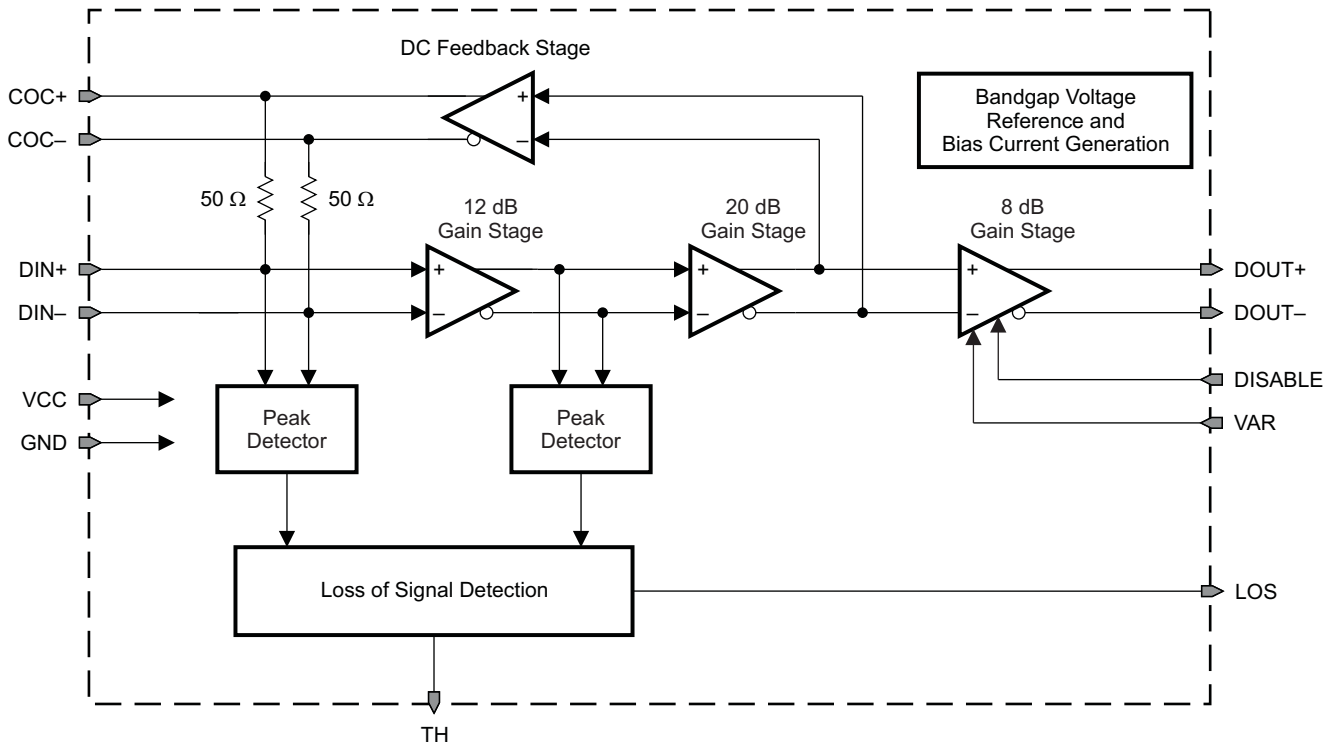 DC Feedback Stage
COC+
COC–
+
–
Bandgap Voltage
Reference and
Bias Current Generation
50 Ω
50 Ω
12 dB
Gain Stage
20 dB
Gain Stage
8 dB
Gain Stage
DIN+
DIN–
+
–
+
–
+
–
DOUT+
DOUT–
DISABLE
VAR
VCC
GND
Peak
Detector
Peak
Detector
Loss of Signal Detection
LOS
TH